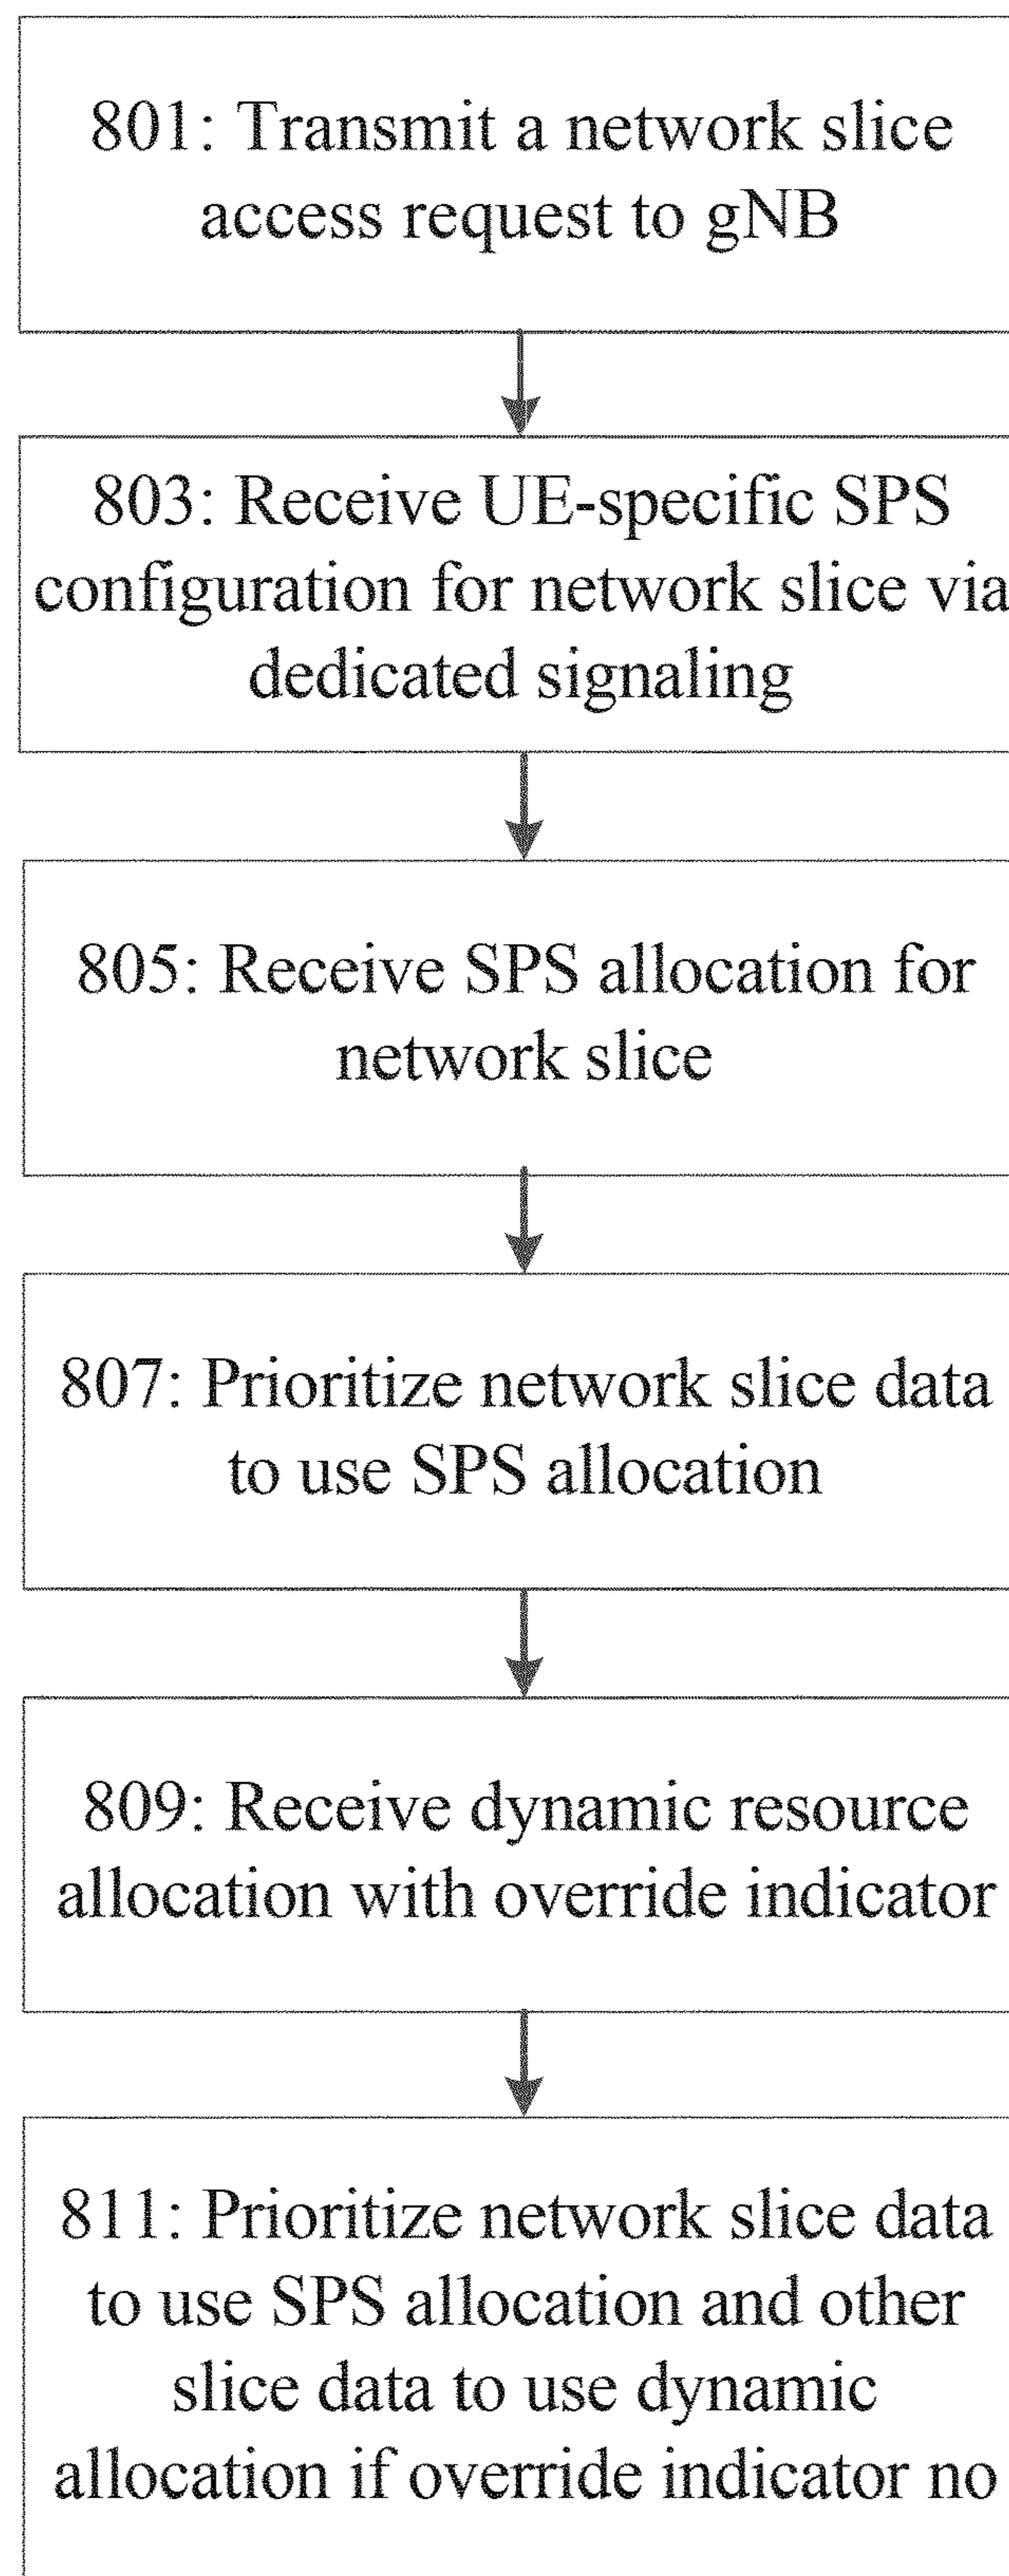 801: Transmit a network slice
access request to gNB
803: Receive UE-specific SPS
configuration for network slice via
dedicated signaling
805: Receive SPS allocation for
network slice
807: Prioritize network slice data
to use SPS allocation
809: Receive dynamic resource
allocation with override indicator
811: Prioritize network slice data
to use SPS allocation and other
slice data to use dynamic
allocation if override indicator no